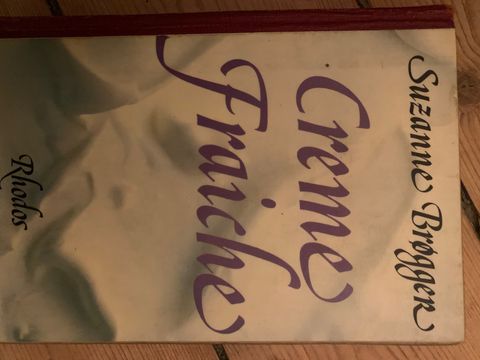 Suzanne Brøgger
Creme
Fraiche
Rhodos